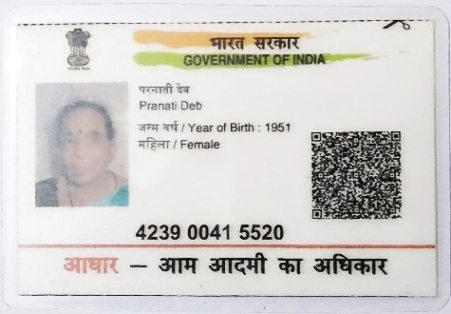 भारत सरकार
GOVERNMENT OF INDIA
परनाती देब
Pranati Deb
जन्म वर्ष / Year of Birth : 1951
महिला / Female
4239 0041 5520
आधार – आम आदमी का अधिकार